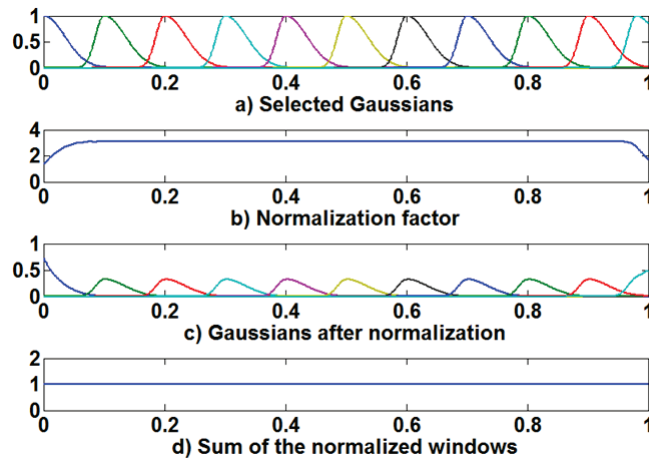 1
0.5
0
0 0.2 0.4 0.6 0.8 1
a) Selected Gaussians
4
2
0
0 0.2 0.4 0.6 0.8 1
b) Normalization factor
1
0.5
0
0 0.2 0.4 0.6 0.8 1
c) Gaussians after normalization
2
1
0
0 0.2 0.4 0.6 0.8 1
d) Sum of the normalized windows